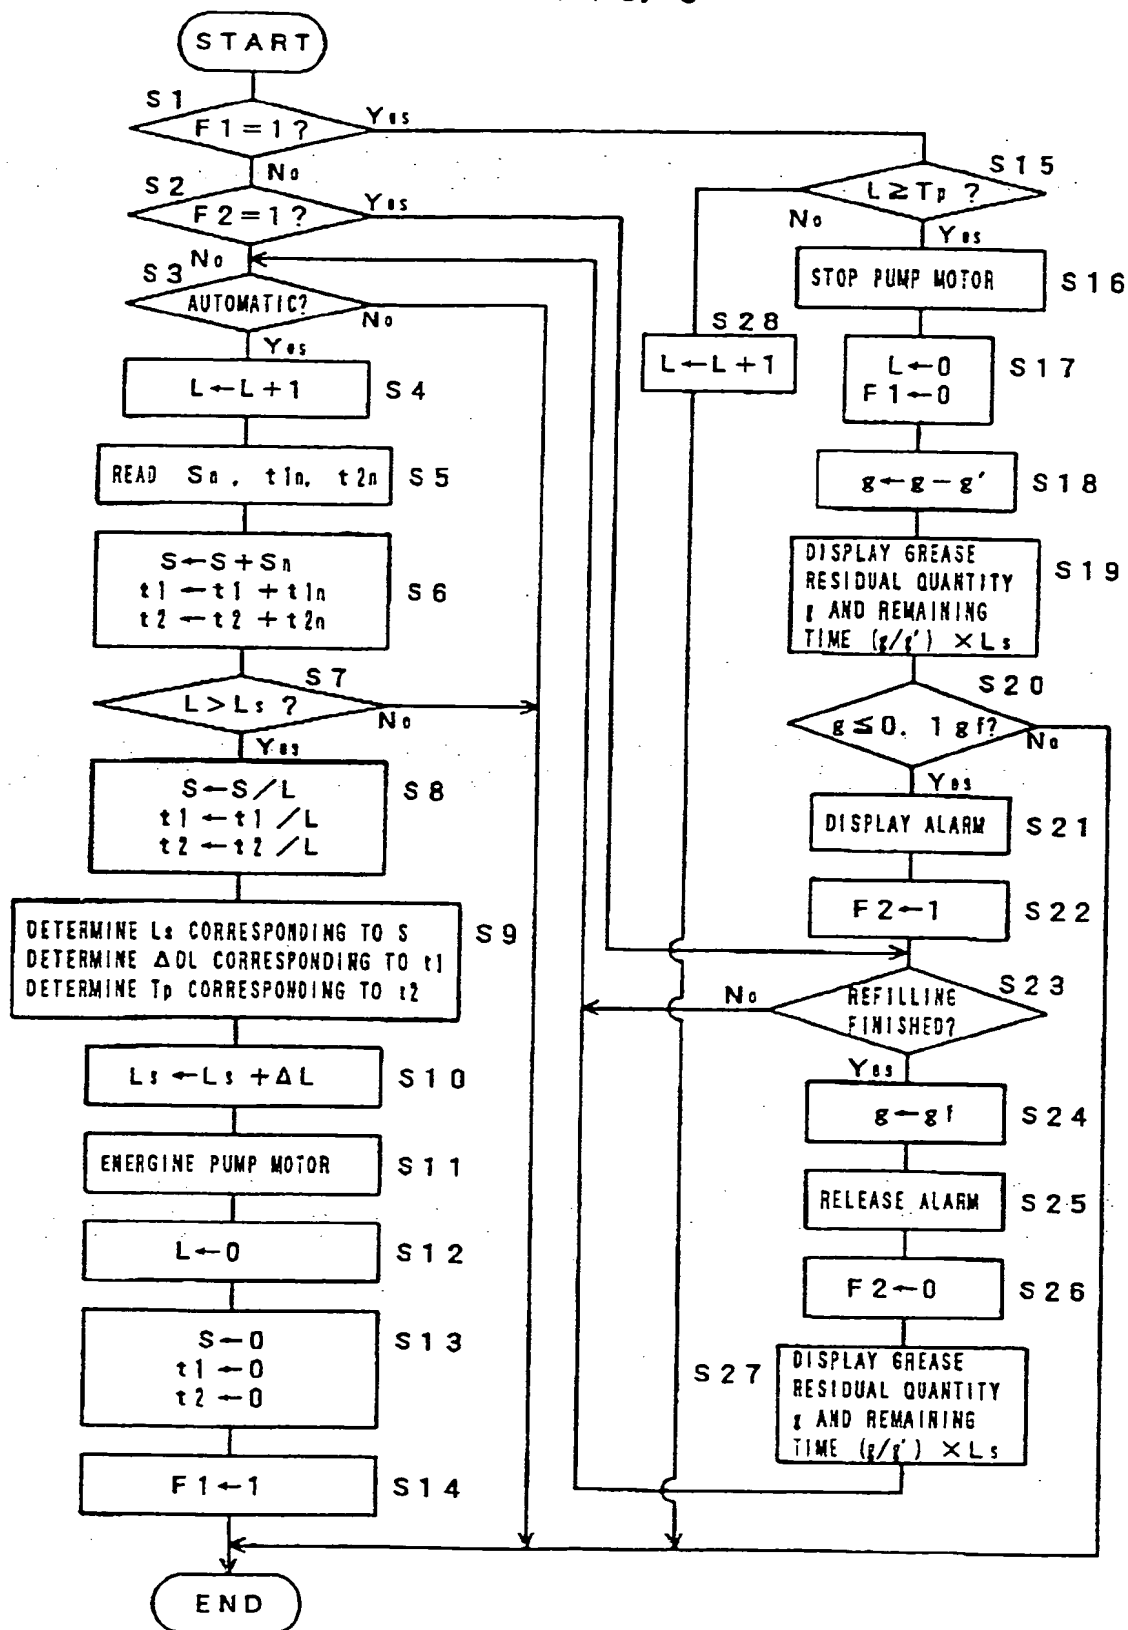 START
S1
F1=1?
Yes
No
S2
F2=1?
Yes
No
S3
AUTOMATIC?
No
Yes
L←L+1
S4
READ Sn, t1n, t2n
S5
S←S+Sn
t1←t1+t1n
t2←t2+t2n
S6
S7
L>Ls?
No
Yes
S←S/L
t1←t1/L
t2←t2/L
S8
DETERMINE Ls CORRESPONDING TO S
DETERMINE ΔDL CORRESPONDING TO t1
DETERMINE Tp CORRESPONDING TO t2
S9
Ls←Ls+ΔL
S10
ENERGINE PUMP MOTOR
S11
L←0
S12
S←0
t1←0
t2←0
S13
F1←1
S14
END
S15
L≥Tp ?
No
Yes
STOP PUMP MOTOR
S16
S28
L←L+1
L←0
F1←0
S17
g←g-g'
S18
DISPLAY GREASE
RESIDUAL QUANTITY
g AND REMAINING
TIME (g/g') ×Ls
S19
S20
g≦0. 1gf?
No
Yes
DISPLAY ALARM
S21
F2←1
S22
S23
REFILLING
FINISHED?
No
Yes
g←gf
S24
RELEASE ALARM
S25
F2←0
S26
S27
DISPLAY GREASE
RESIDUAL QUANTITY
g AND REMAINING
TIME (g/g') ×Ls